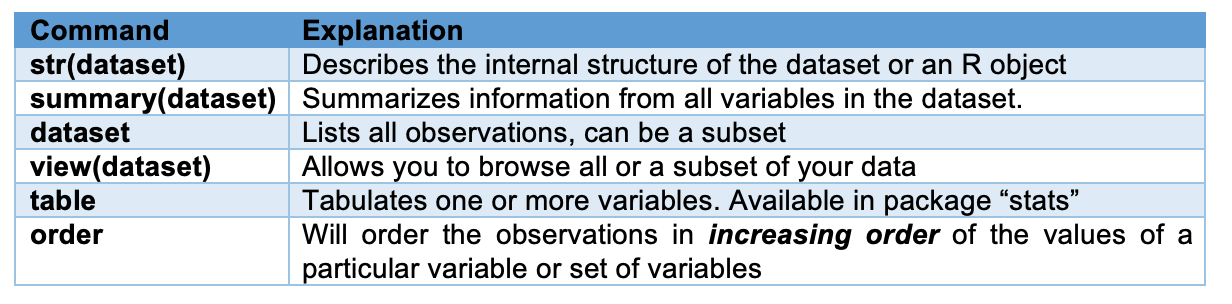 Command Explanation
str(dataset) Describes the internal structure of the dataset or an R object
summary(dataset) Summarizes information from all variables in the dataset.
dataset Lists all observations, can be a subset
view(dataset) Allows you to browse all or a subset of your data
table Tabulates one or more variables. Available in package “stats”
order Will order the observations in increasing order of the values of a
particular variable or set of variables